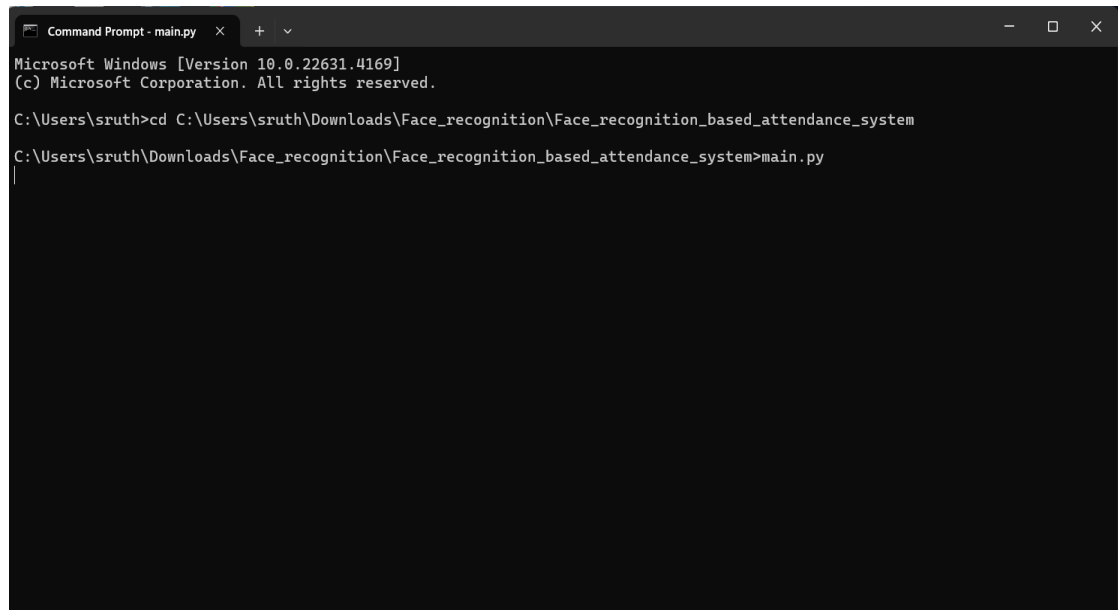 Command Prompt - main.py
Microsoft Windows [Version 10.0.22631.4169]
(c) Microsoft Corporation. All rights reserved.
C:\Users\sruth>cd C:\Users\sruth\Downloads\Face_recognition\Face_recognition_based_attendance_system
C:\Users\sruth\Downloads\Face_recognition\Face_recognition_based_attendance_system>main.py